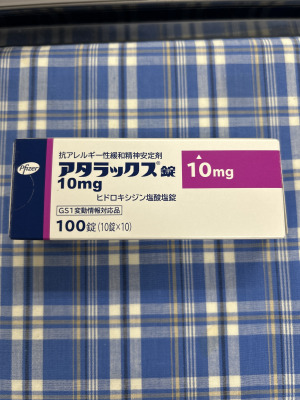 Pfizer
抗アレルギー性緩和精神安定剤
アタラックス®錠
10mg
▲
10mg
ヒドロキシジン塩酸塩錠
GS1変動情報対応品
100錠(10錠×10)